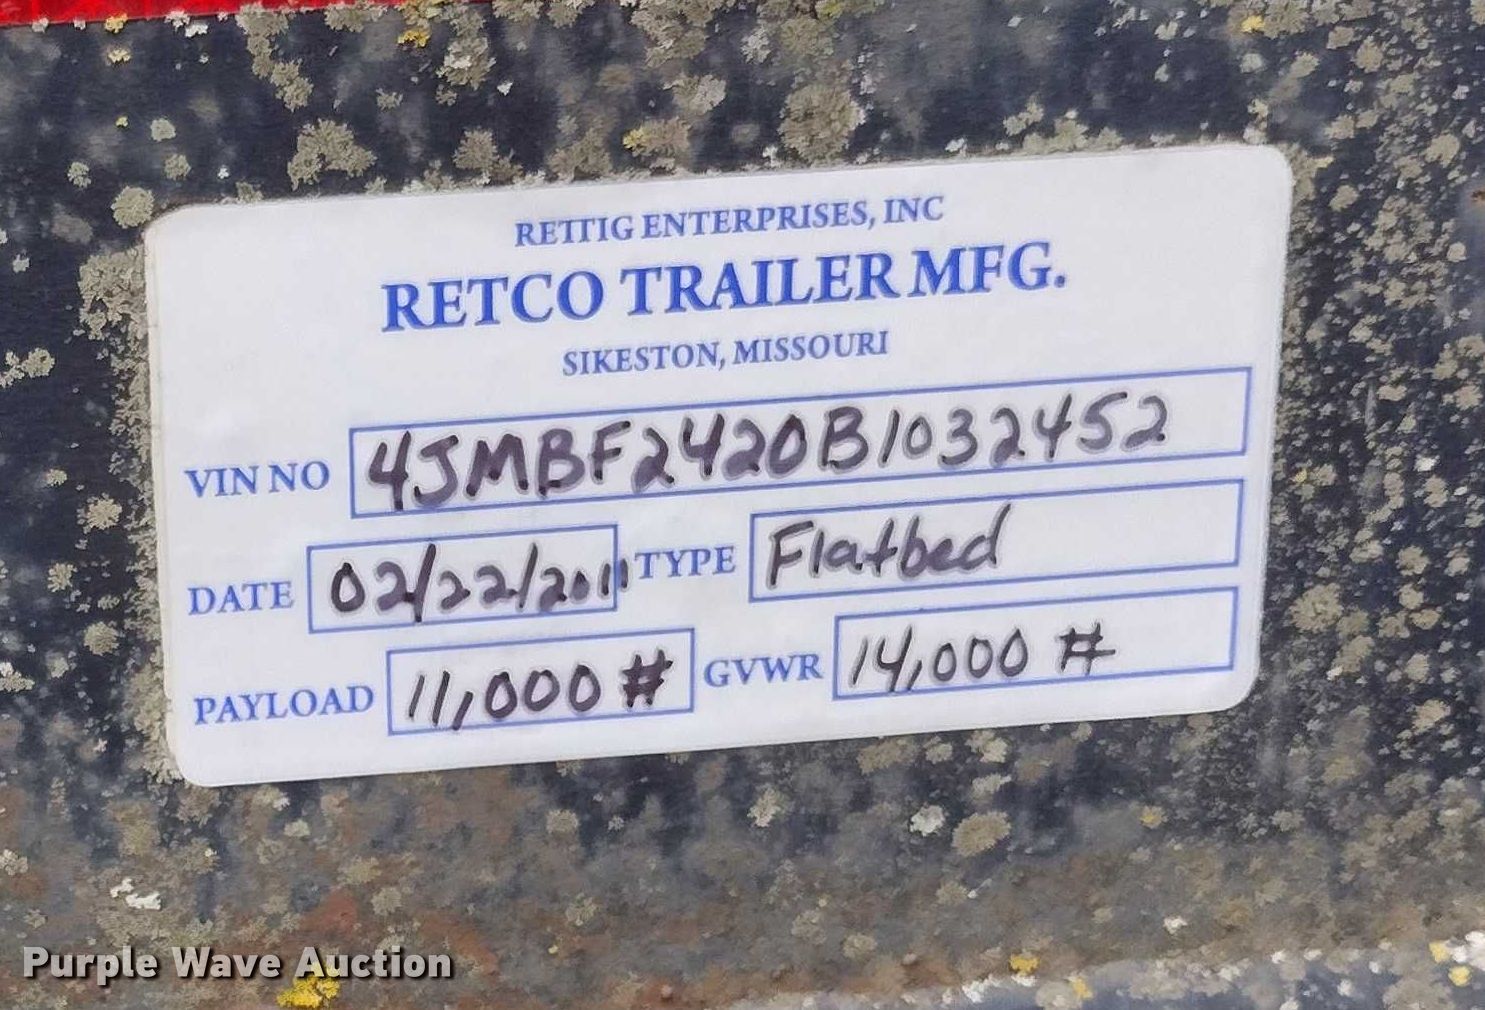 RETTIG ENTERPRISES, INC
RETCO TRAILER MFG.
SIKESTON, MISSOURI
VIN NO 4JMBF2420B1032452
DATE 02/22/2011 TYPE Flatbed
PAYLOAD 11,000 # GVWR 14,000 #
Purple Wave Auction